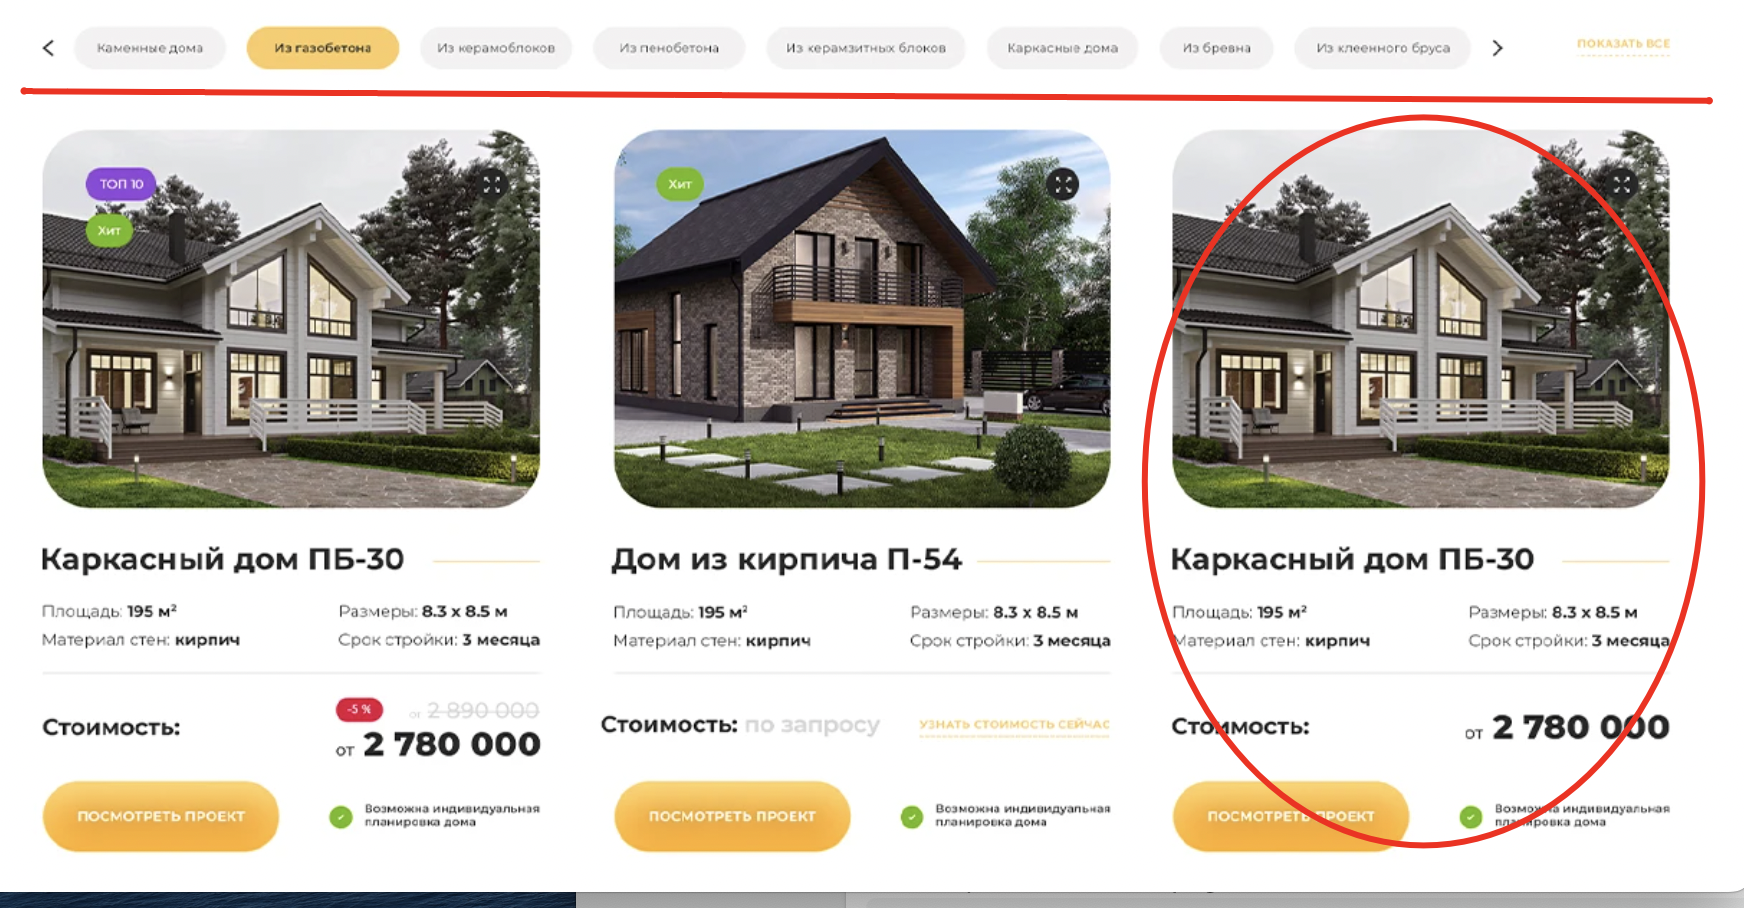 Каменные дома
Из газобетона
Из керамоблоков
Из пенобетона
Из керамзитных блоков
Каркасные дома
Из бревна
Из клеенного бруса
ПОКАЗАТЬ ВСЕ
ТОП 10
Хит
Каркасный дом ПБ-30
Площадь: 195 м²
Размеры: 8.3 x 8.5 м
Материал стен: кирпич
Срок стройки: 3 месяца
Стоимость:
-5 %
от 2 890 000
от 2 780 000
ПОСМОТРЕТЬ ПРОЕКТ
Возможна индивидуальная
планировка дома
Хит
Дом из кирпича П-54
Площадь: 195 м²
Размеры: 8.3 x 8.5 м
Материал стен: кирпич
Срок стройки: 3 месяца
Стоимость: по запросу
УЗНАТЬ СТОИМОСТЬ СЕЙЧАС
ПОСМОТРЕТЬ ПРОЕКТ
Возможна индивидуальная
планировка дома
Каркасный дом ПБ-30
Площадь: 195 м²
Размеры: 8.3 x 8.5 м
Материал стен: кирпич
Срок стройки: 3 месяца
Стоимость:
от 2 780 000
ПОСМОТРЕТЬ ПРОЕКТ
Возможна индивидуальная
планировка дома